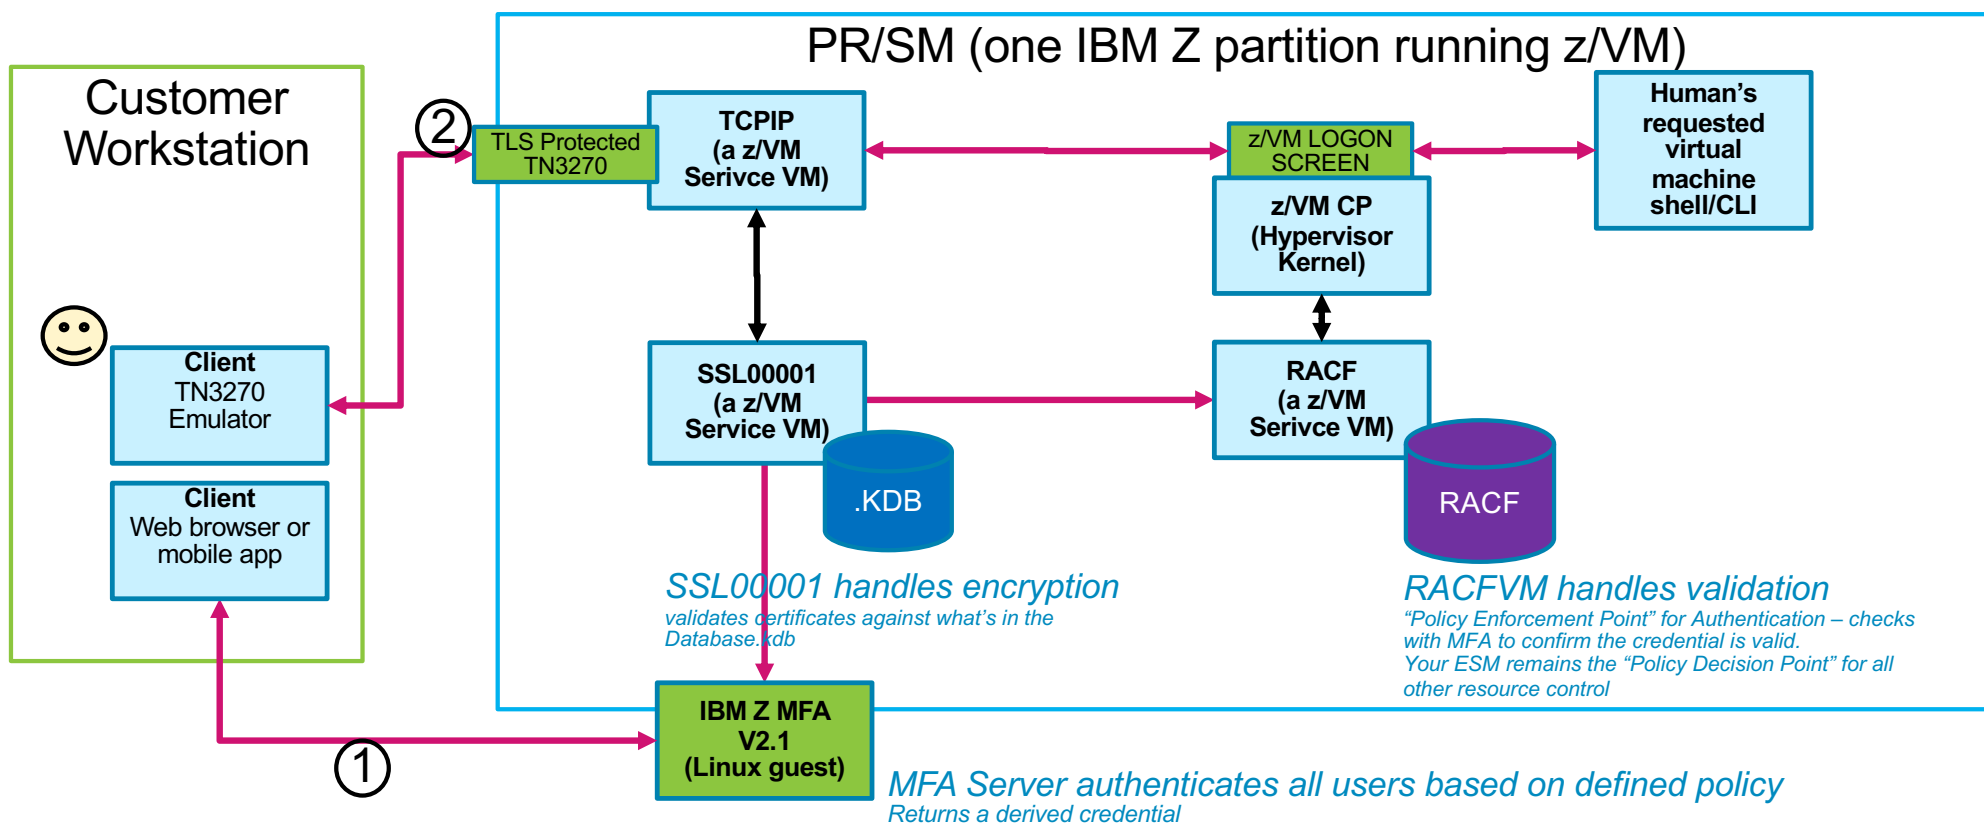 PR/SM (one IBM Z partition running z/VM)
Customer
Workstation
2
TLS Protected
TN3270
TCPIP
(a z/VM
Serivce VM)
z/VM LOGON
SCREEN
z/VM CP
(Hypervisor
Kernel)
Human’s
requested
virtual
machine
shell/CLI
Client
TN3270
Emulator
Client
Web browser or
mobile app
SSL00001
(a z/VM
Service VM)
.KDB
RACF
(a z/VM
Serivce VM)
RACF
SSL00001 handles encryption
validates certificates against what’s in the
Database.kdb
RACFVM handles validation
“Policy Enforcement Point” for Authentication – checks
with MFA to confirm the credential is valid.
Your ESM remains the “Policy Decision Point” for all
other resource control
1
IBM Z MFA
V2.1
(Linux guest)
MFA Server authenticates all users based on defined policy
Returns a derived credential